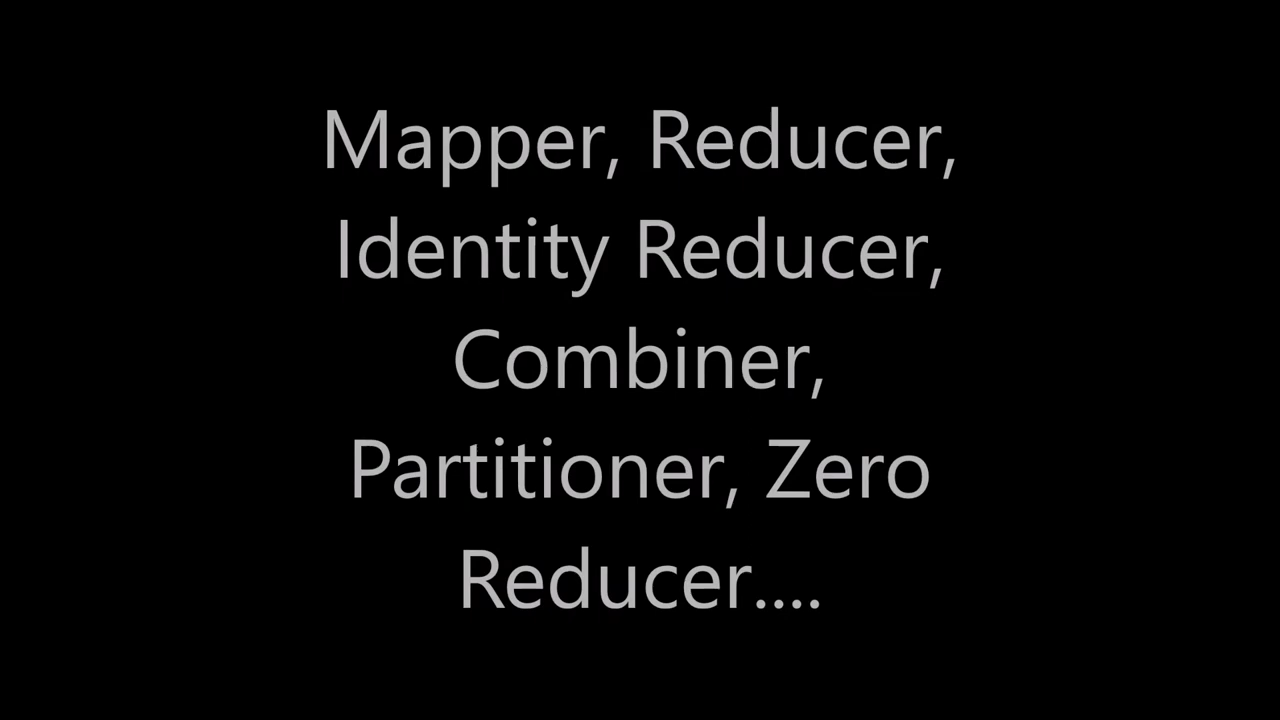 Mapper, Reducer,
Identity Reducer,
Combiner,
Partitioner, Zero
Reducer....